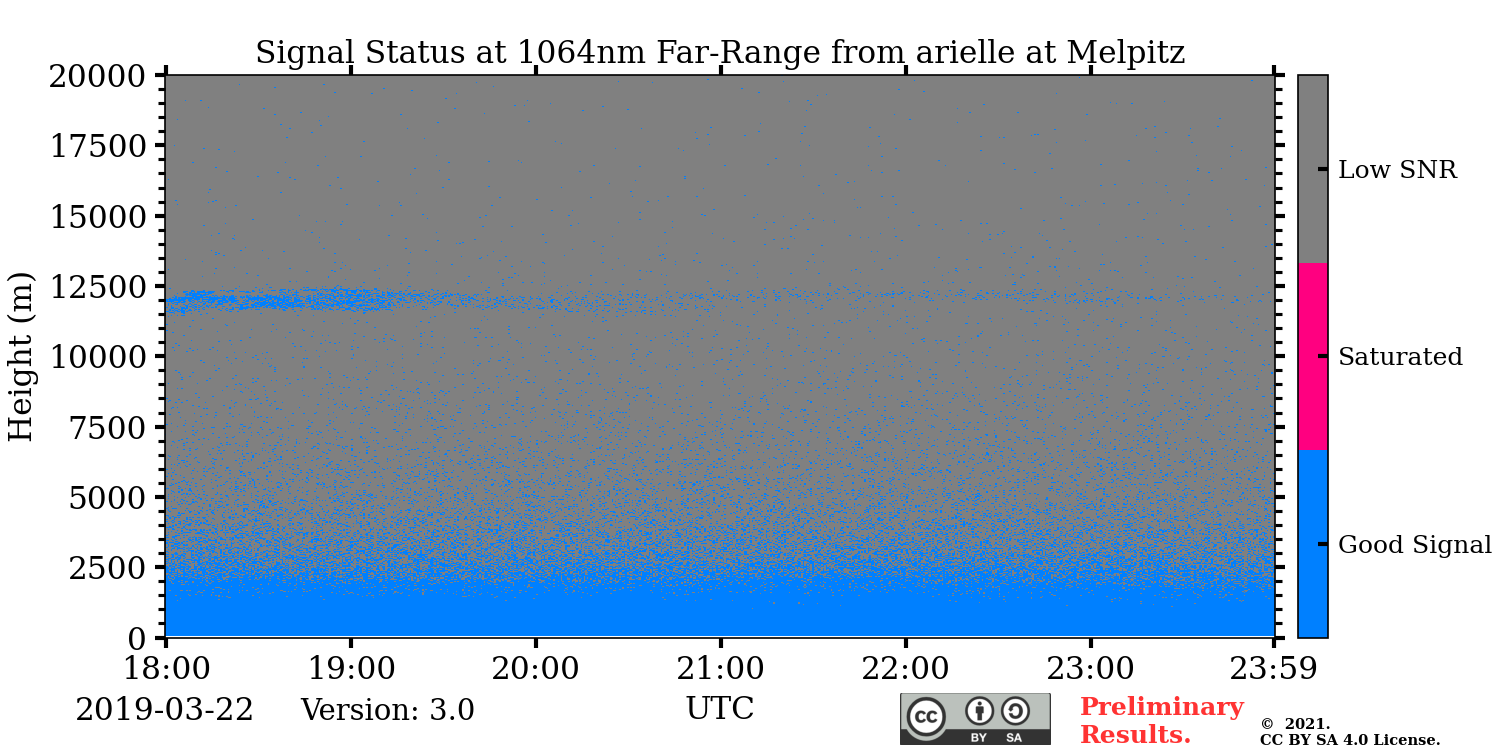 Signal Status at 1064nm Far-Range from arielle at Melpitz
20000
17500
15000
12500
10000
7500
5000
2500
0
Height (m)
18:00 19:00 20:00 21:00 22:00 23:00 23:59
UTC
Low SNR
Saturated
Good Signal
2019-03-22 Version: 3.0
cc BY SA
Preliminary
Results.
© 2021.
CC BY SA 4.0 License.